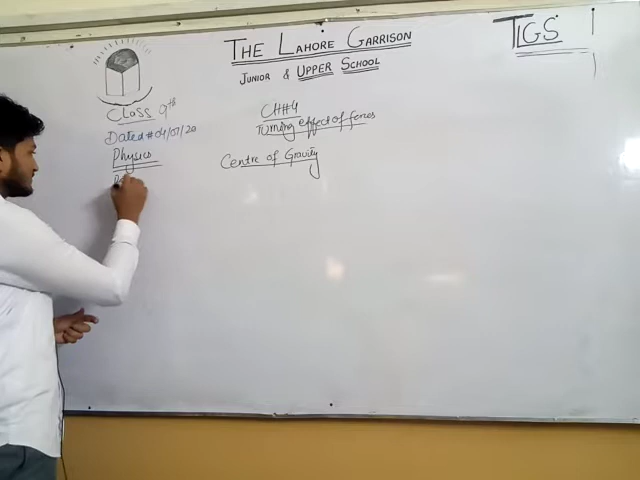 THE LAHORE GARRISON
TLGS
JUNIOR & UPPER SCHOOL
CLASS 9th
CH#4
Dated # 04/07/20
Turning effect of forces
Physics
Centre of Gravity